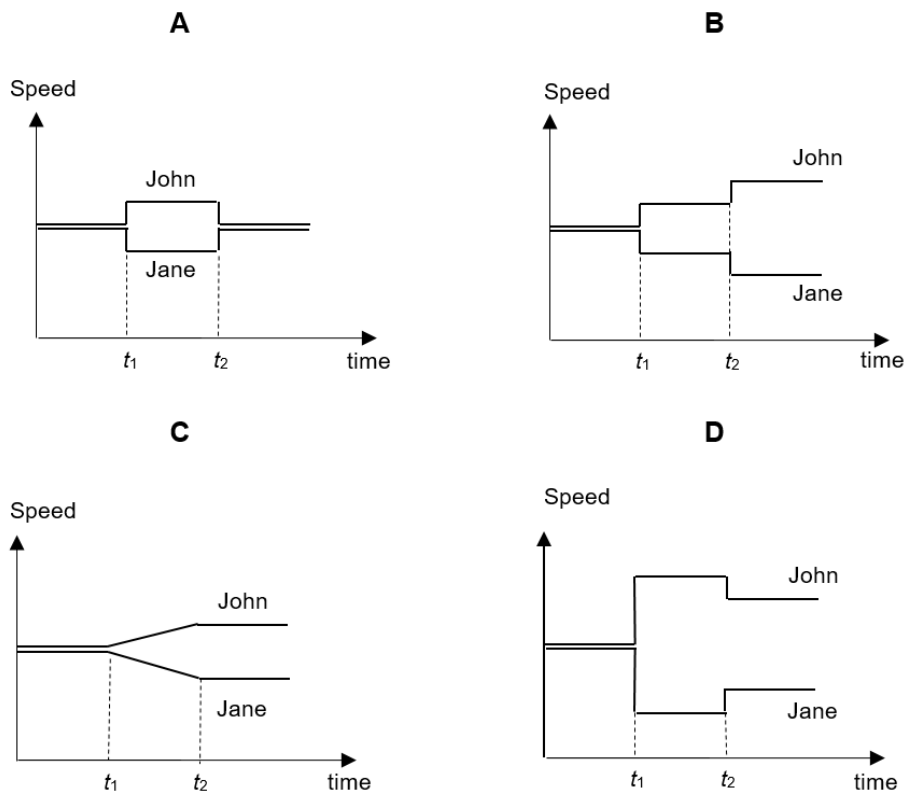 A
Speed
John
Jane
t1
t2
time
B
Speed
John
Jane
t1
t2
time
C
Speed
John
Jane
t1
t2
time
D
Speed
John
Jane
t1
t2
time